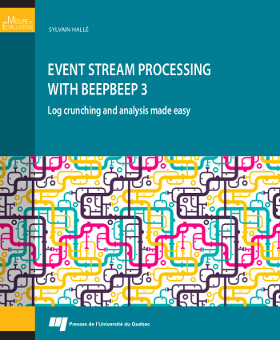 MESURE ET
ÉVALUATION
SYLVAIN HALLÉ
EVENT STREAM PROCESSING
WITH BEEPBEEP 3
Log crunching and analysis made easy
Presses de l'Université du Québec